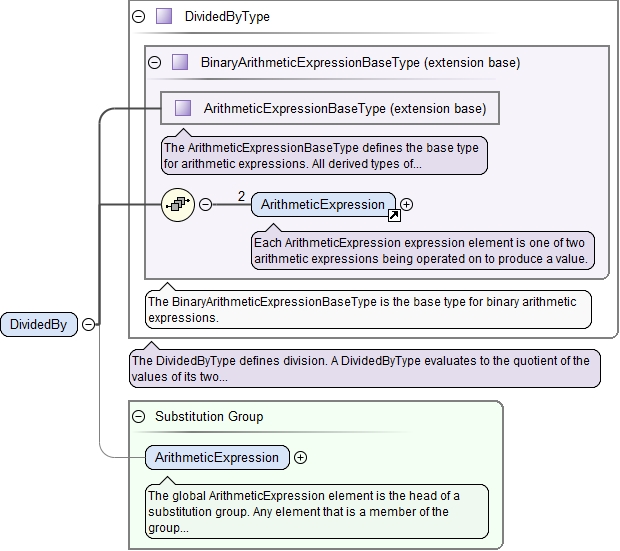 DividedByType
BinaryArithmeticExpressionBaseType (extension base)
ArithmeticExpressionBaseType (extension base)
The ArithmeticExpressionBaseType defines the base type
for arithmetic expressions. All derived types of...
2
ArithmeticExpression
Each ArithmeticExpression expression element is one of two
arithmetic expressions being operated on to produce a value.
The BinaryArithmeticExpressionBaseType is the base type for binary arithmetic
expressions.
DividedBy
The DividedByType defines division. A DividedByType evaluates to the quotient of the
values of its two...
Substitution Group
ArithmeticExpression
The global ArithmeticExpression element is the head of a
substitution group. Any element that is a member of the
group...